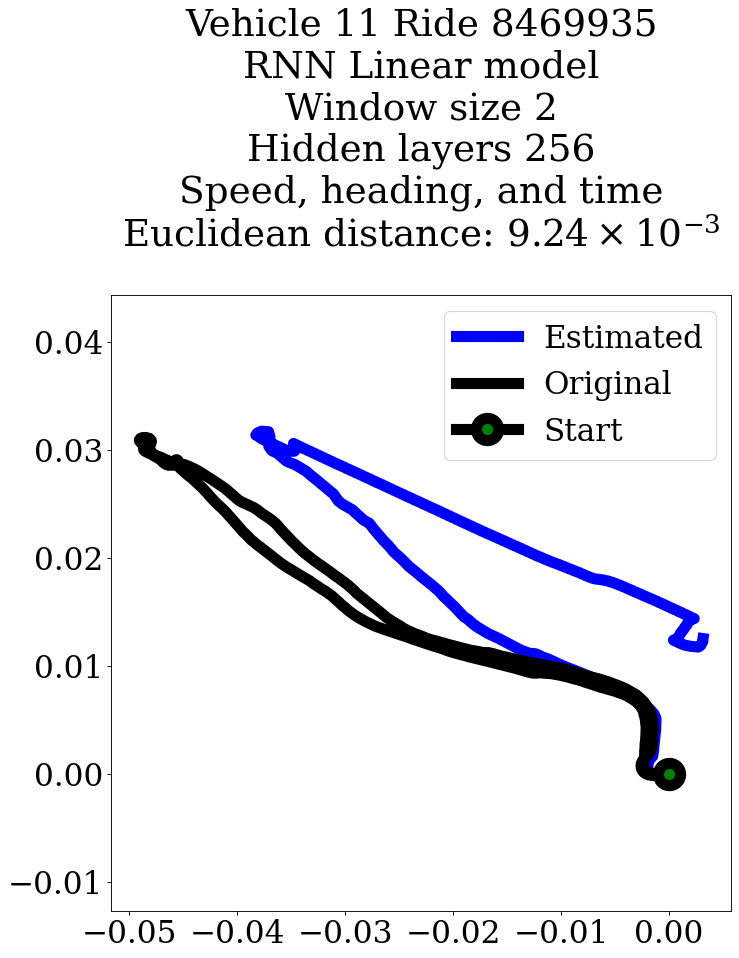 Vehicle 11 Ride 8469935
RNN Linear model
Window size 2
Hidden layers 256
Speed, heading, and time
Euclidean distance: 9.24 × 10⁻³
Estimated
Original
Start
0.04
0.03
0.02
0.01
0.00
−0.01
−0.05 −0.04 −0.03 −0.02 −0.01 0.00